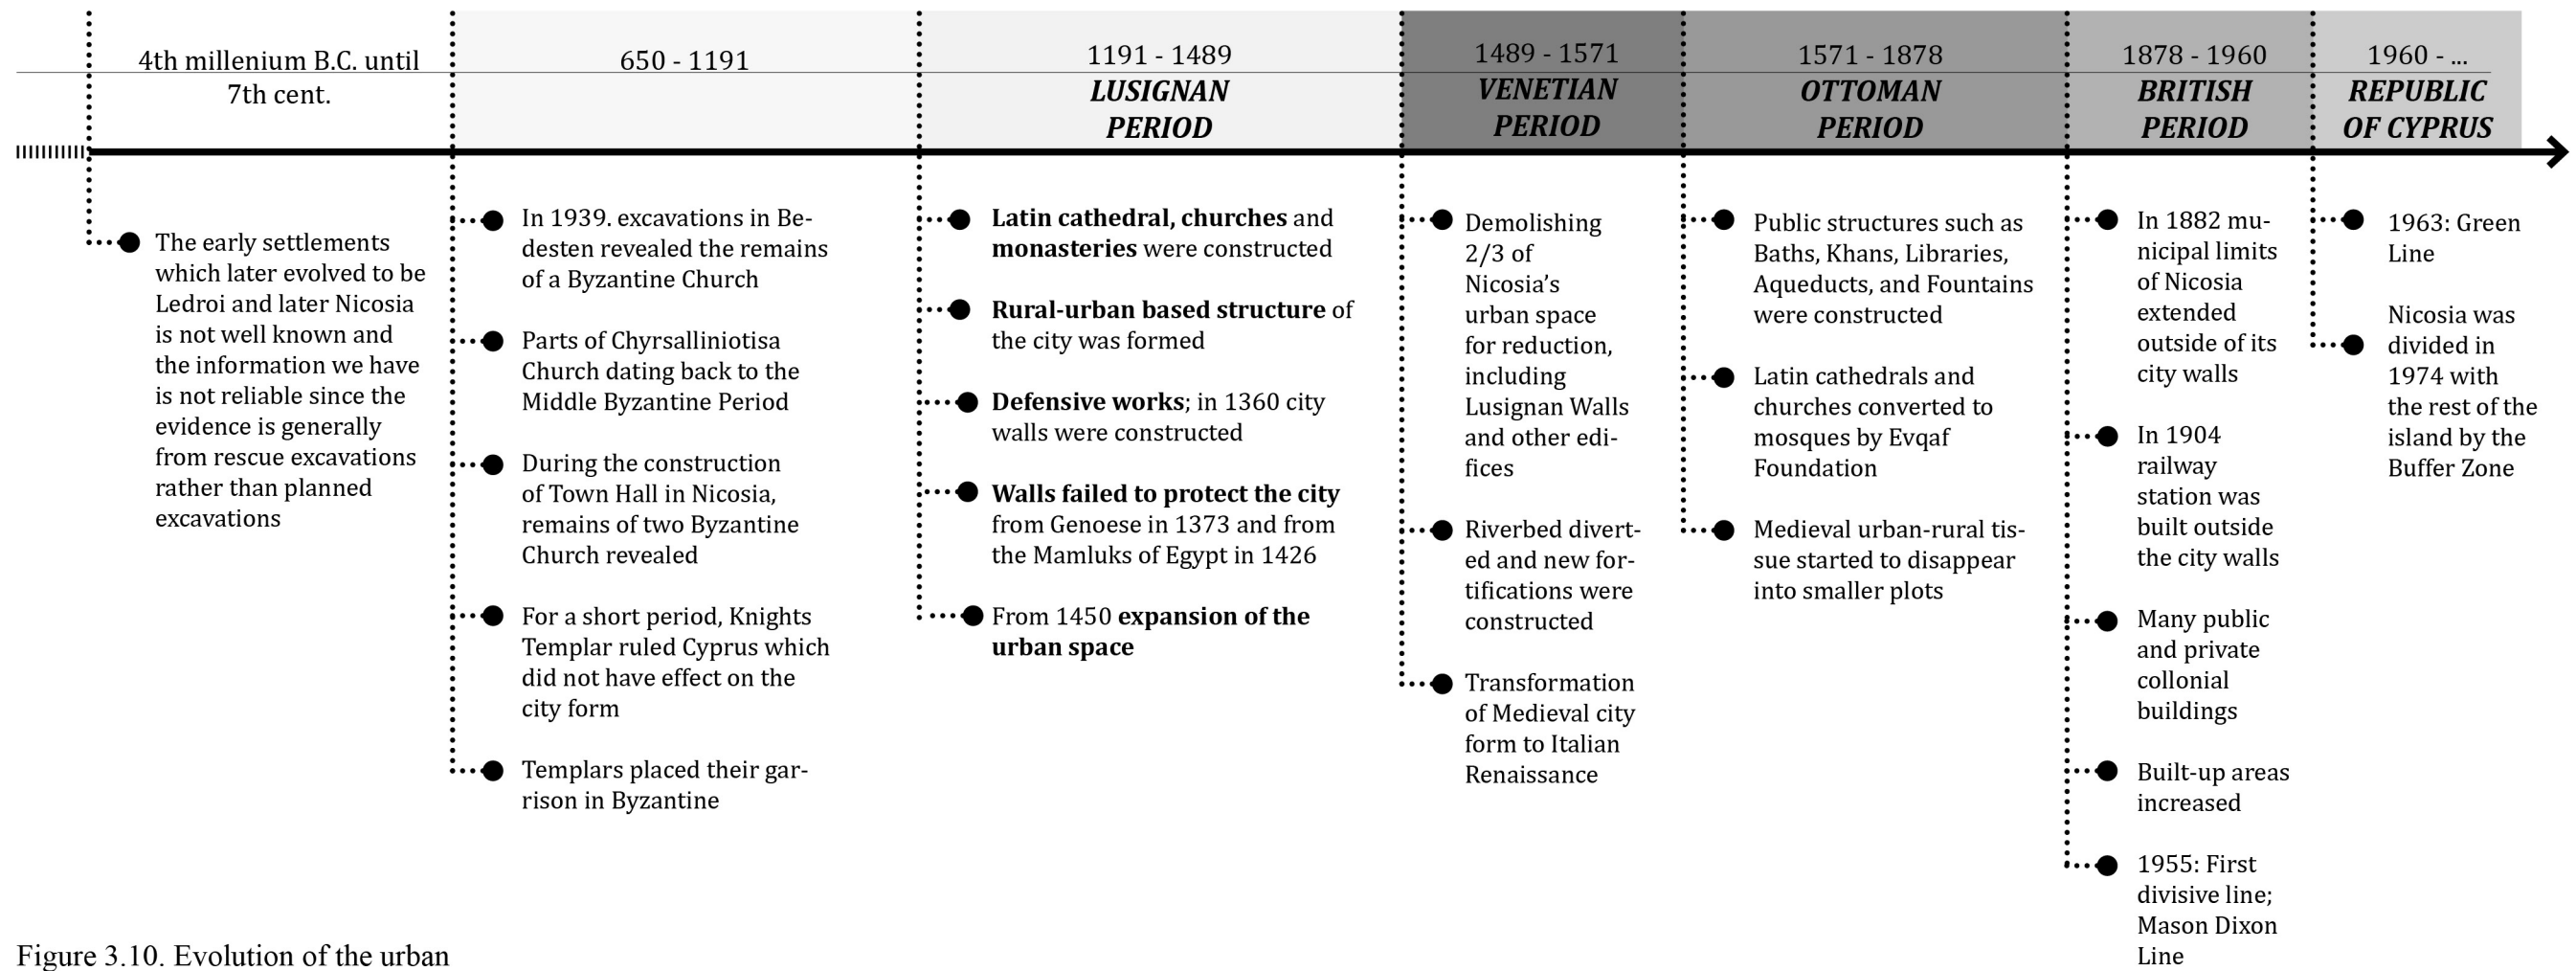 4th millenium B.C. until
7th cent.
The early settlements
which later evolved to be
Ledroi and later Nicosia
is not well known and
the information we have
is not reliable since the
evidence is generally
from rescue excavations
rather than planned
excavations
650 - 1191
In 1939. excavations in Be-
desten revealed the remains
of a Byzantine Church
Parts of Chyrsalliniotisa
Church dating back to the
Middle Byzantine Period
During the construction
of Town Hall in Nicosia,
remains of two Byzantine
Church revealed
For a short period, Knights
Templar ruled Cyprus which
did not have effect on the
city form
Templars placed their gar-
rison in Byzantine
1191 - 1489
LUSIGNAN
PERIOD
Latin cathedral, churches and
monasteries were constructed
Rural-urban based structure of
the city was formed
Defensive works; in 1360 city
walls were constructed
Walls failed to protect the city
from Genoese in 1373 and from
the Mamluks of Egypt in 1426
From 1450 expansion of the
urban space
1489 - 1571
VENETIAN
PERIOD
Demolishing
2/3 of
Nicosia's
urban space
for reduction,
including
Lusignan Walls
and other edi-
fices
Riverbed divert-
ed and new for-
tifications were
constructed
Transformation
of Medieval city
form to Italian
Renaissance
1571 - 1878
OTTOMAN
PERIOD
Public structures such as
Baths, Khans, Libraries,
Aqueducts, and Fountains
were constructed
Latin cathedrals and
churches converted to
mosques by Evqaf
Foundation
Medieval urban-rural tis-
sue started to disappear
into smaller plots
1878 - 1960
BRITISH
PERIOD
In 1882 mu-
nicipal limits
of Nicosia
extended
outside of its
city walls
In 1904
railway
station was
built outside
the city walls
Many public
and private
collonial
buildings
Built-up areas
increased
1955: First
divisive line;
Mason Dixon
Line
1960 - ...
REPUBLIC
OF CYPRUS
1963: Green
Line
Nicosia was
divided in
1974 with
the rest of the
island by the
Buffer Zone
Figure 3.10. Evolution of the urban